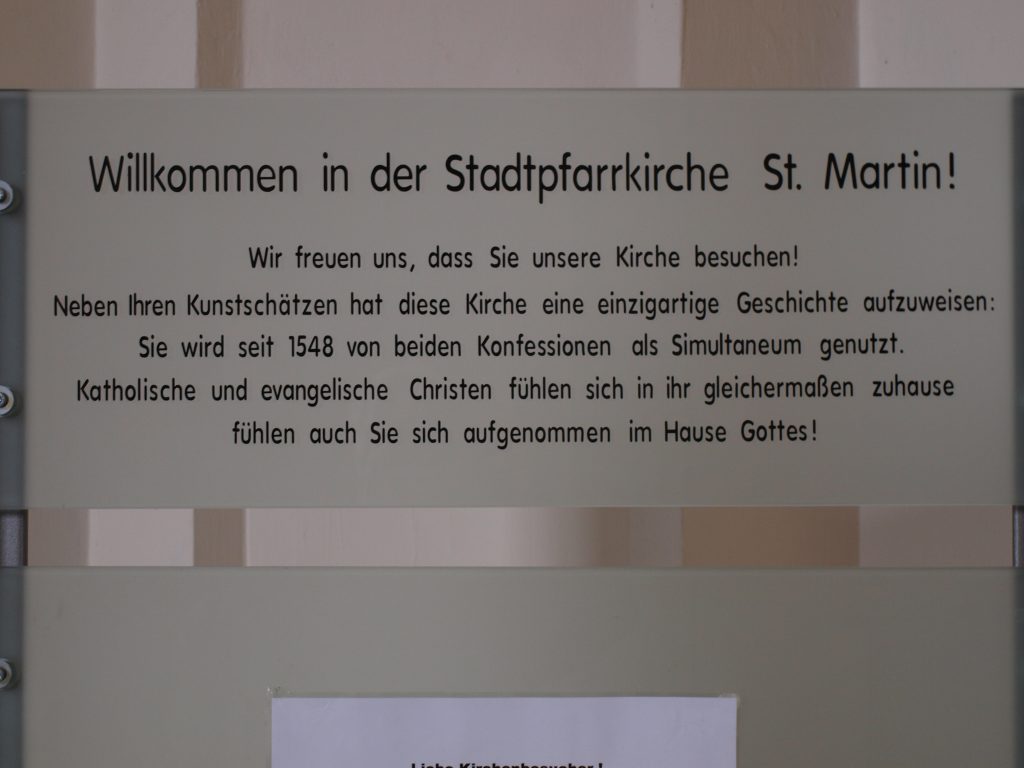 Willkommen in der Stadtpfarrkirche St. Martin!
Wir freuen uns, dass Sie unsere Kirche besuchen!
Neben Ihren Kunstschätzen hat diese Kirche eine einzigartige Geschichte aufzuweisen:
Sie wird seit 1548 von beiden Konfessionen als Simultaneum genutzt.
Katholische und evangelische Christen fühlen sich in ihr gleichermaßen zuhause
fühlen auch Sie sich aufgenommen im Hause Gottes!
Liebe Kirchenbesucher !